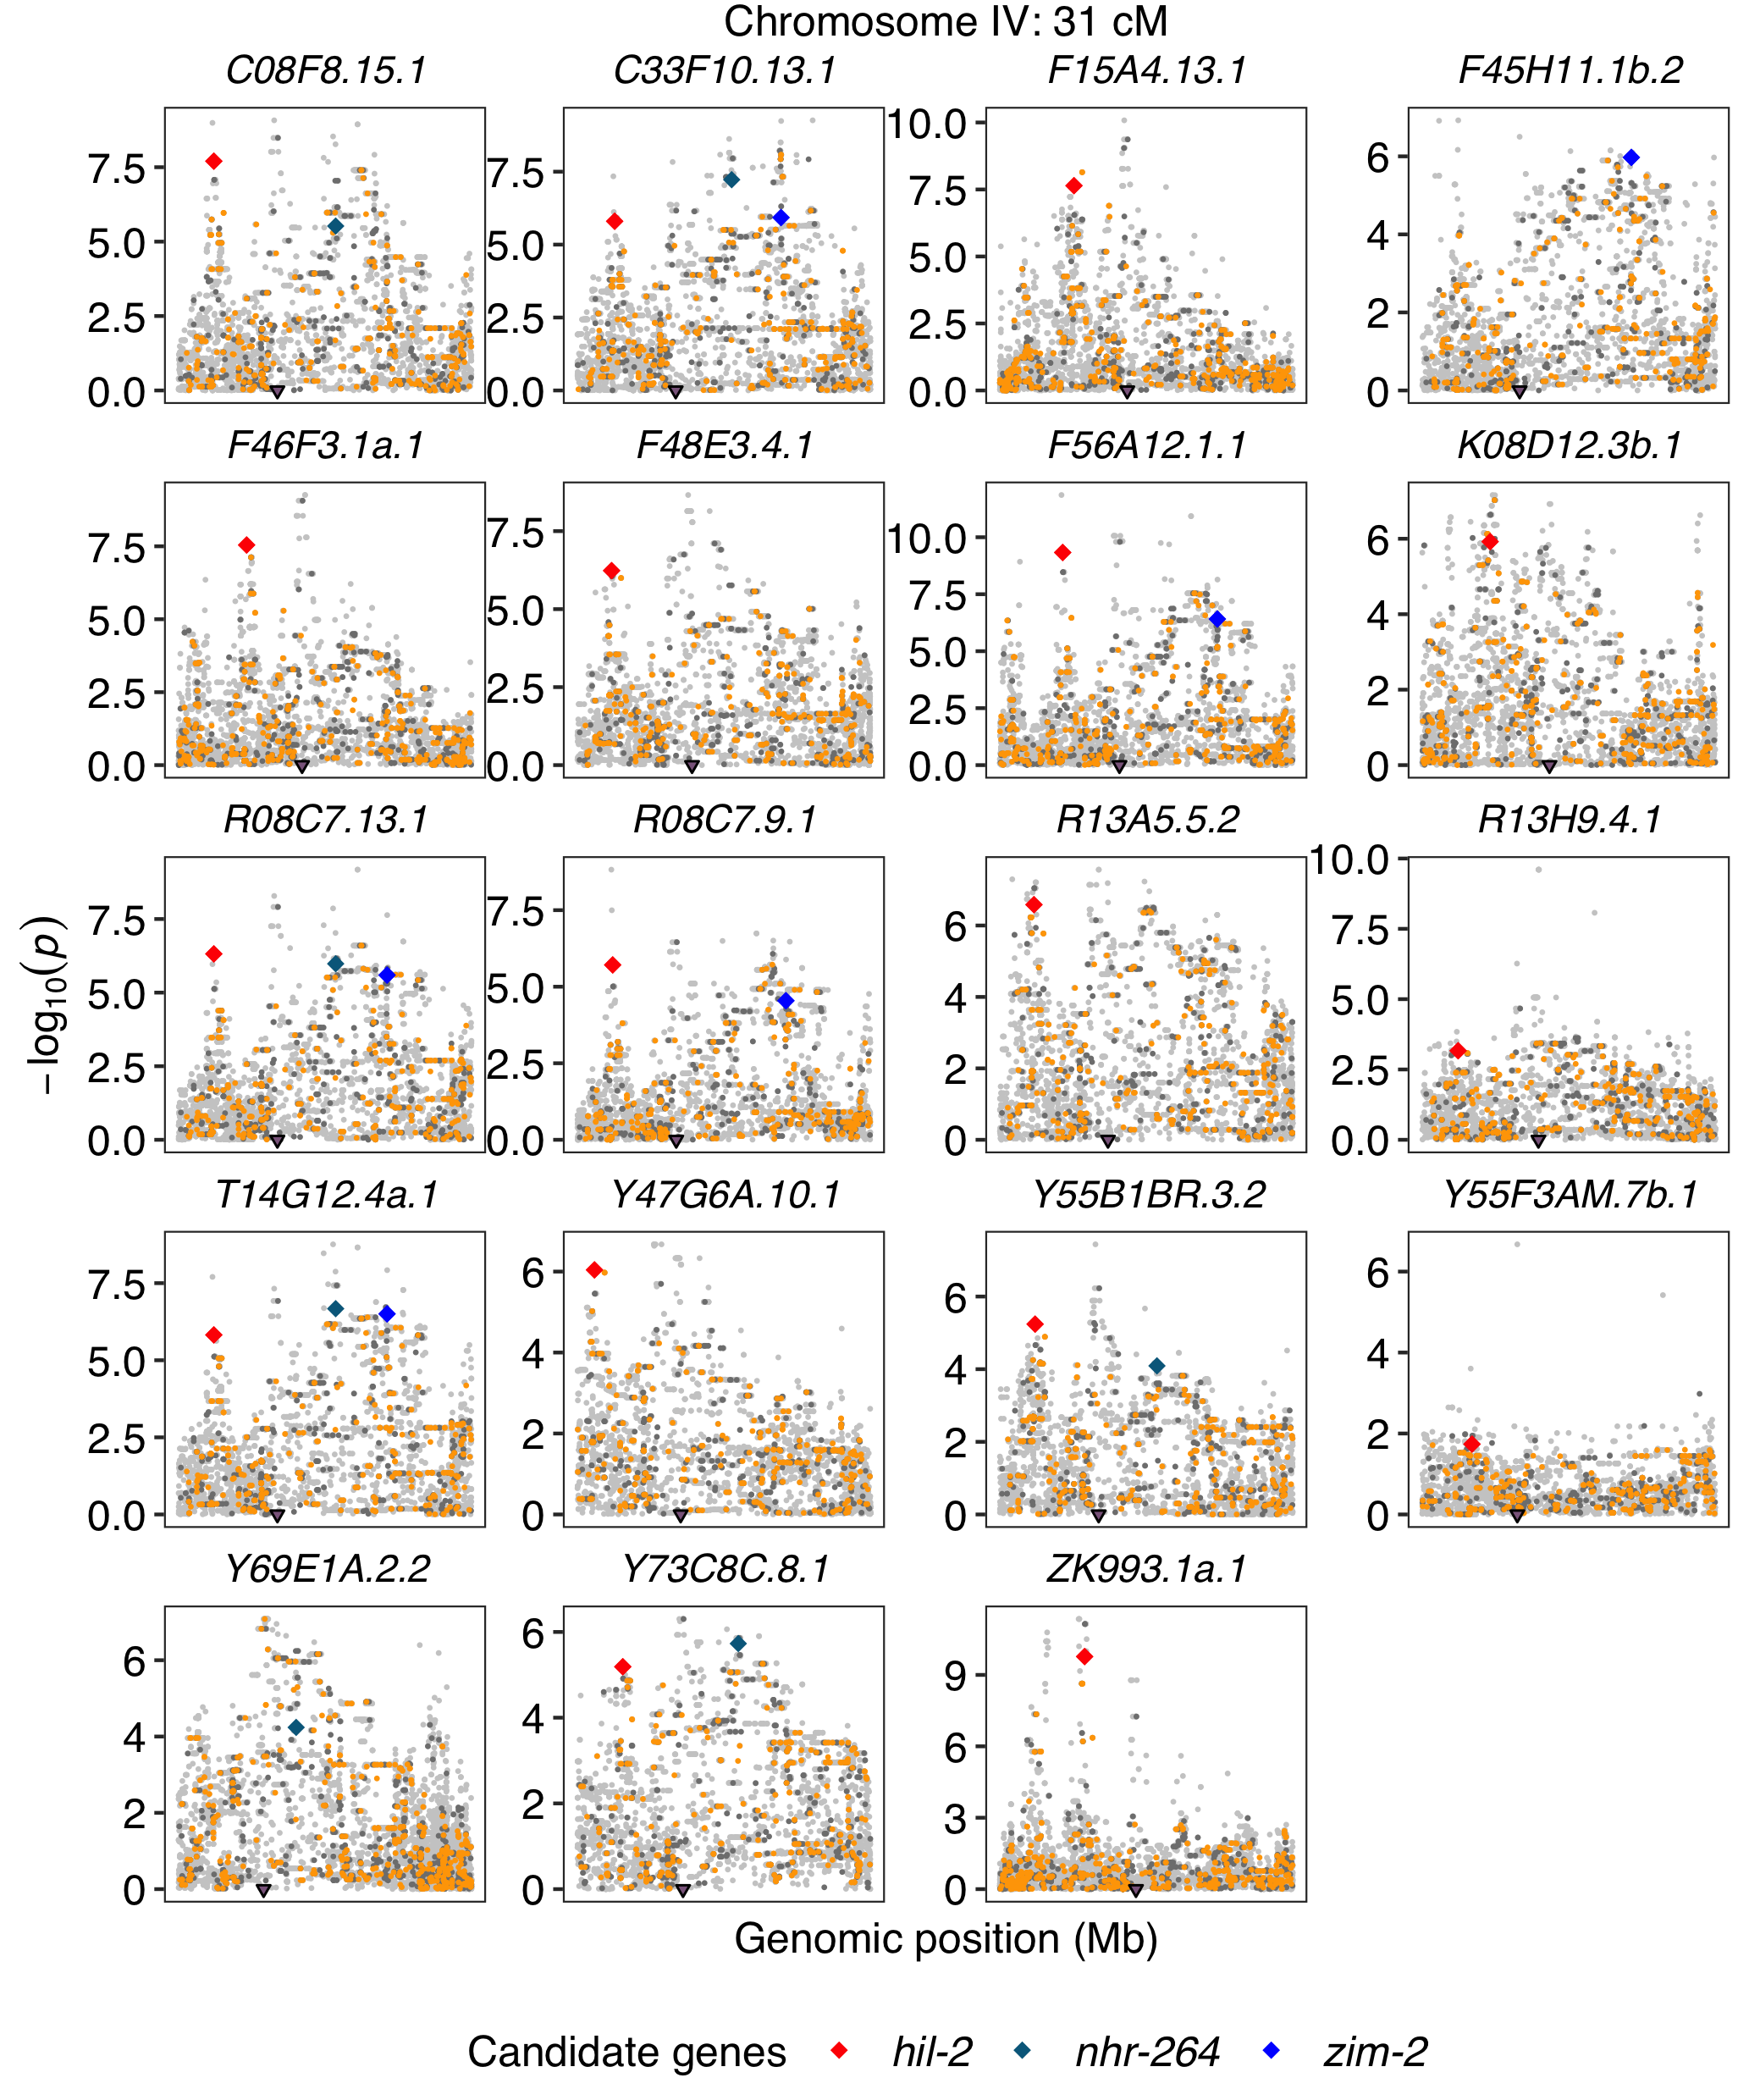 Chromosome IV: 31 cM
C08F8.15.1 C33F10.13.1 F15A4.13.1 F45H11.1b.2
7.5 5.0 2.5 0.0
7.5 5.0 2.5 0.0
10.0 7.5 5.0 2.5 0.0
6 4 2 0
F46F3.1a.1 F48E3.4.1 F56A12.1.1 K08D12.3b.1
7.5 5.0 2.5 0.0
7.5 5.0 2.5 0.0
10.0 7.5 5.0 2.5 0.0
6 4 2 0
R08C7.13.1 R08C7.9.1 R13A5.5.2 R13H9.4.1
7.5 5.0 2.5 0.0
7.5 5.0 2.5 0.0
6 4 2 0
10.0 7.5 5.0 2.5 0.0
−log10(p)
T14G12.4a.1 Y47G6A.10.1 Y55B1BR.3.2 Y55F3AM.7b.1
7.5 5.0 2.5 0.0
6 4 2 0
6 4 2 0
6 4 2 0
Y69E1A.2.2 Y73C8C.8.1 ZK993.1a.1
6 4 2 0
6 4 2 0
9 6 3 0
Genomic position (Mb)
Candidate genes hil-2 nhr-264 zim-2